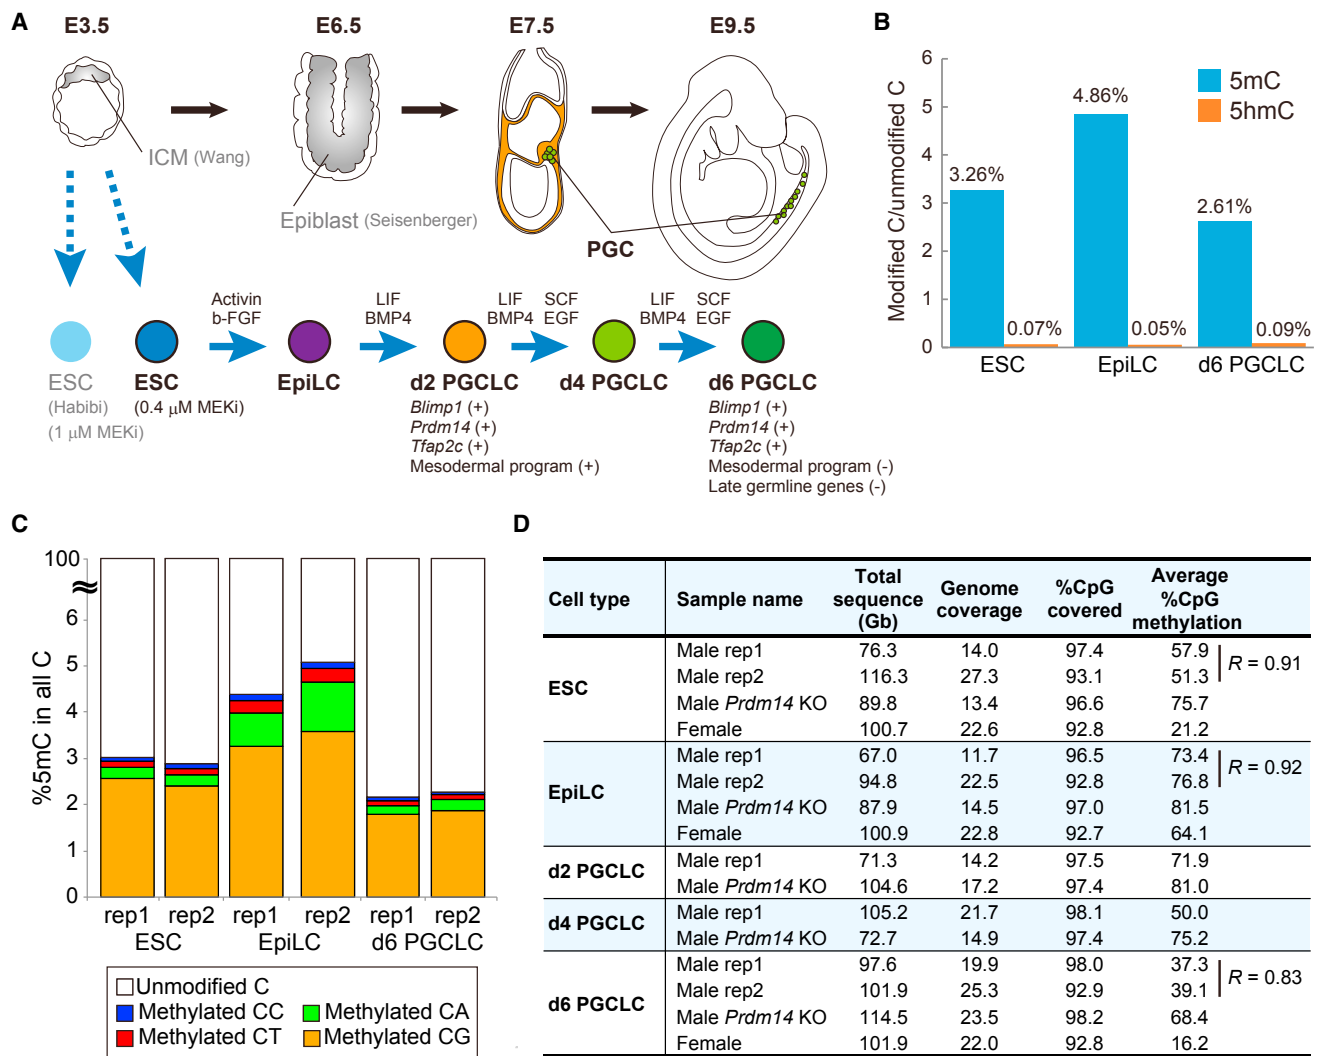 A
E3.5
E6.5
E7.5
E9.5
ICM (Wang)
Epiblast (Seisenberger)
PGC
Activin
b-FGF
LIF
BMP4
LIF
BMP4
SCF
EGF
LIF
BMP4
SCF
EGF
ESC
(Habibi)
(1 μM MEKi)
ESC
(0.4 μM MEKi)
EpiLC
d2 PGCLC
Blimp1 (+)
Prdm14 (+)
Tfap2c (+)
Mesodermal program (+)
d4 PGCLC
d6 PGCLC
Blimp1 (+)
Prdm14 (+)
Tfap2c (+)
Mesodermal program (-)
Late germline genes (-)
B
Modified C/unmodified C
6
5
4
3
2
1
0
5mC
5hmC
3.26%
0.07%
4.86%
0.05%
2.61%
0.09%
ESC
EpiLC
d6 PGCLC
C
%5mC in all C
100
6
5
4
3
2
1
0
rep1 rep2 rep1 rep2 rep1 rep2
ESC EpiLC d6 PGCLC
Unmodified C
Methylated CC
Methylated CA
Methylated CT
Methylated CG
D
Cell type Sample name Total sequence (Gb) Genome coverage %CpG covered Average %CpG methylation
ESC
Male rep1 76.3 14.0 97.4 57.9
Male rep2 116.3 27.3 93.1 51.3
R = 0.91
Male Prdm14 KO 89.8 13.4 96.6 75.7
Female 100.7 22.6 92.8 21.2
EpiLC
Male rep1 67.0 11.7 96.5 73.4
Male rep2 94.8 22.5 92.8 76.8
R = 0.92
Male Prdm14 KO 87.9 14.5 97.0 81.5
Female 100.9 22.8 92.7 64.1
d2 PGCLC
Male rep1 71.3 14.2 97.5 71.9
Male Prdm14 KO 104.6 17.2 97.4 81.0
d4 PGCLC
Male rep1 105.2 21.7 98.1 50.0
Male Prdm14 KO 72.7 14.9 97.4 75.2
d6 PGCLC
Male rep1 97.6 19.9 98.0 37.3
Male rep2 101.9 25.3 92.9 39.1
R = 0.83
Male Prdm14 KO 114.5 23.5 98.2 68.4
Female 101.9 22.0 92.8 16.2